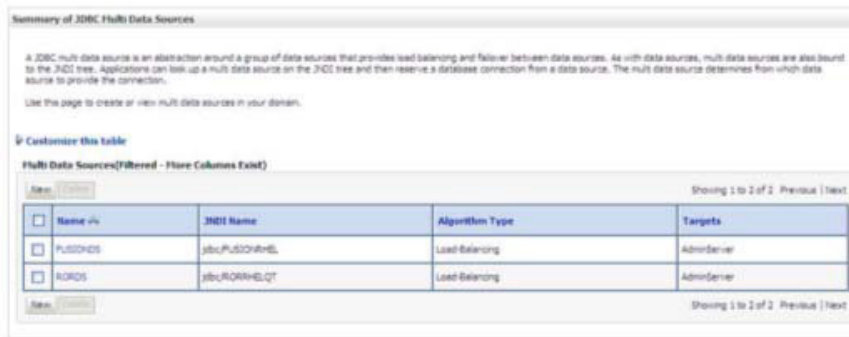 Summary of JDBC Multi Data Sources
A JDBC multi data source is an abstraction around a group of data sources that provides load balancing and failover between data sources. As with data sources, multi data sources are also bound
to the JNDI tree. Applications can look up a multi data source on the JNDI tree and then reserve a database connection from a data source. The multi data source determines from which data
source to provide the connection.
Use this page to create or view multi data sources in your domain.
Customize this table
Multi Data Sources(Filtered - More Columns Exist)
New Delete Showing 1 to 2 of 2 Previous | Next
Name JNDI Name Algorithm Type Targets
FUSIONDS jdbc/FUSIONRHEL Load-Balancing AdminServer
RORDS jdbc/RORRHELQT Load-Balancing AdminServer
New Delete Showing 1 to 2 of 2 Previous | Next